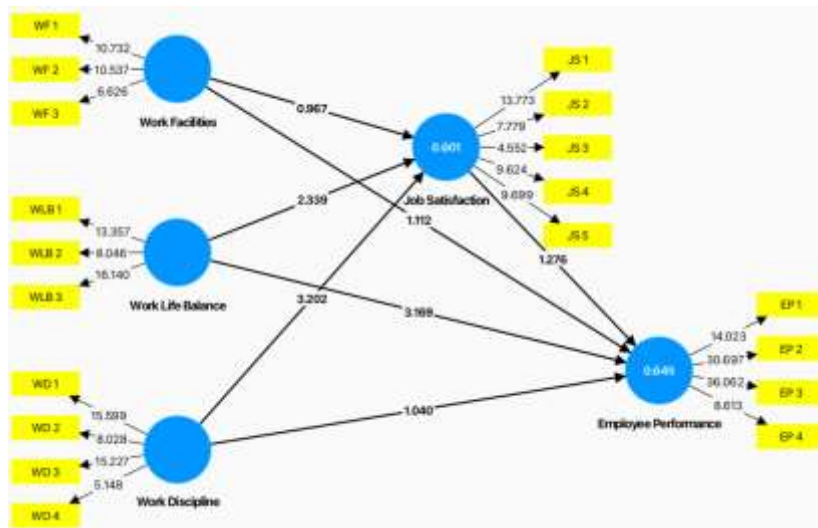 WF 1
10.732
WF 2
10.537
WF 3
6.626
Work Facilities
JS 1
13.773
JS 2
7.779
JS 3
4.552
JS 4
9.624
JS 5
9.699
0.601
Job Satisfaction
0.967
1.112
2.339
WLB 1
13.357
WLB 2
8.046
WLB 3
16.140
Work Life Balance
3.202
3.169
1.276
EP 1
14.023
EP 2
EP 3
36.062
EP 4
8.613
Employee Performance
WD 1
15.599
WD 2
8.028
WD 3
15.227
WD 4
5.148
Work Discipline
1.040